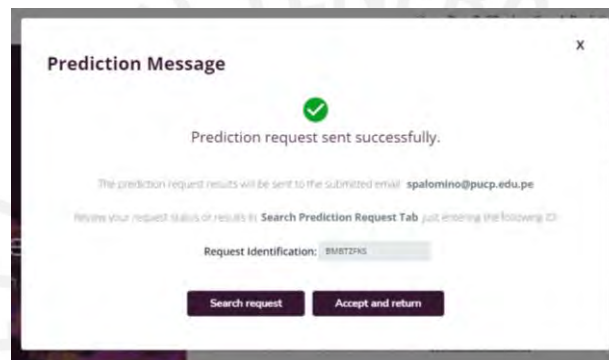 X
Prediction Message
Prediction request sent successfully.
The prediction request results will be sent to the submitted email: spalomino@pucp.edu.pe
Review your request status or results in Search Prediction Request Tab just entering the following ID:
Request Identification:
Search request Accept and return